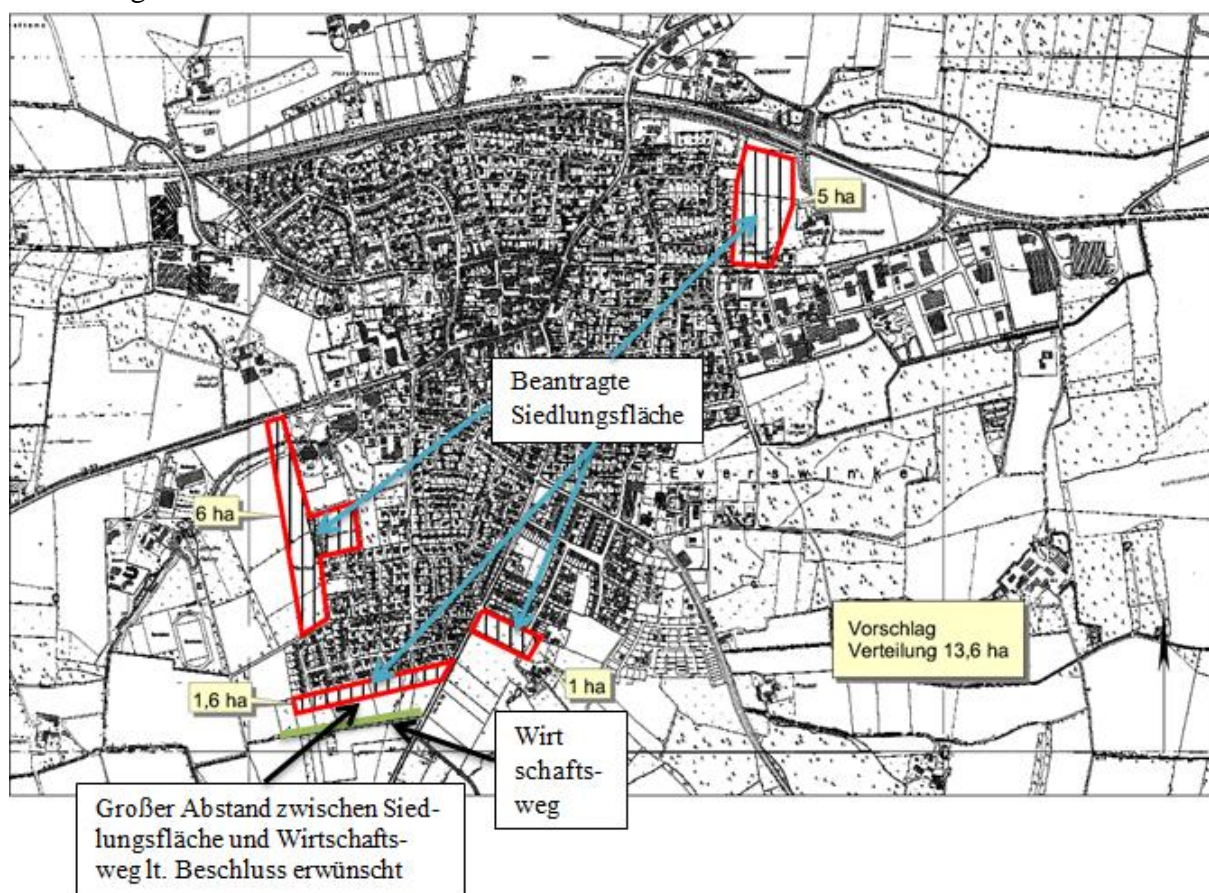 5 ha
Beantragte
Siedlungsfläche
E v e r s w i n k e l
6 ha
Vorschlag
Verteilung 13,6 ha
1,6 ha
1 ha
Wirt
schafts-
weg
Großer Abstand zwischen Sied-
lungsfläche und Wirtschafts-
weg lt. Beschluss erwünscht